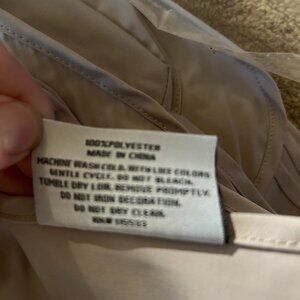 100%POLYESTER
MADE IN CHINA
MACHINE WASH COLD. WITH LIKE COLORS
GENTLE CYCLE. DO NOT BLEACH.
TUMBLE DRY LOW. REMOVE PROMPTLY.
DO NOT IRON DECORATION.
DO NOT DRY CLEAN.
RN#